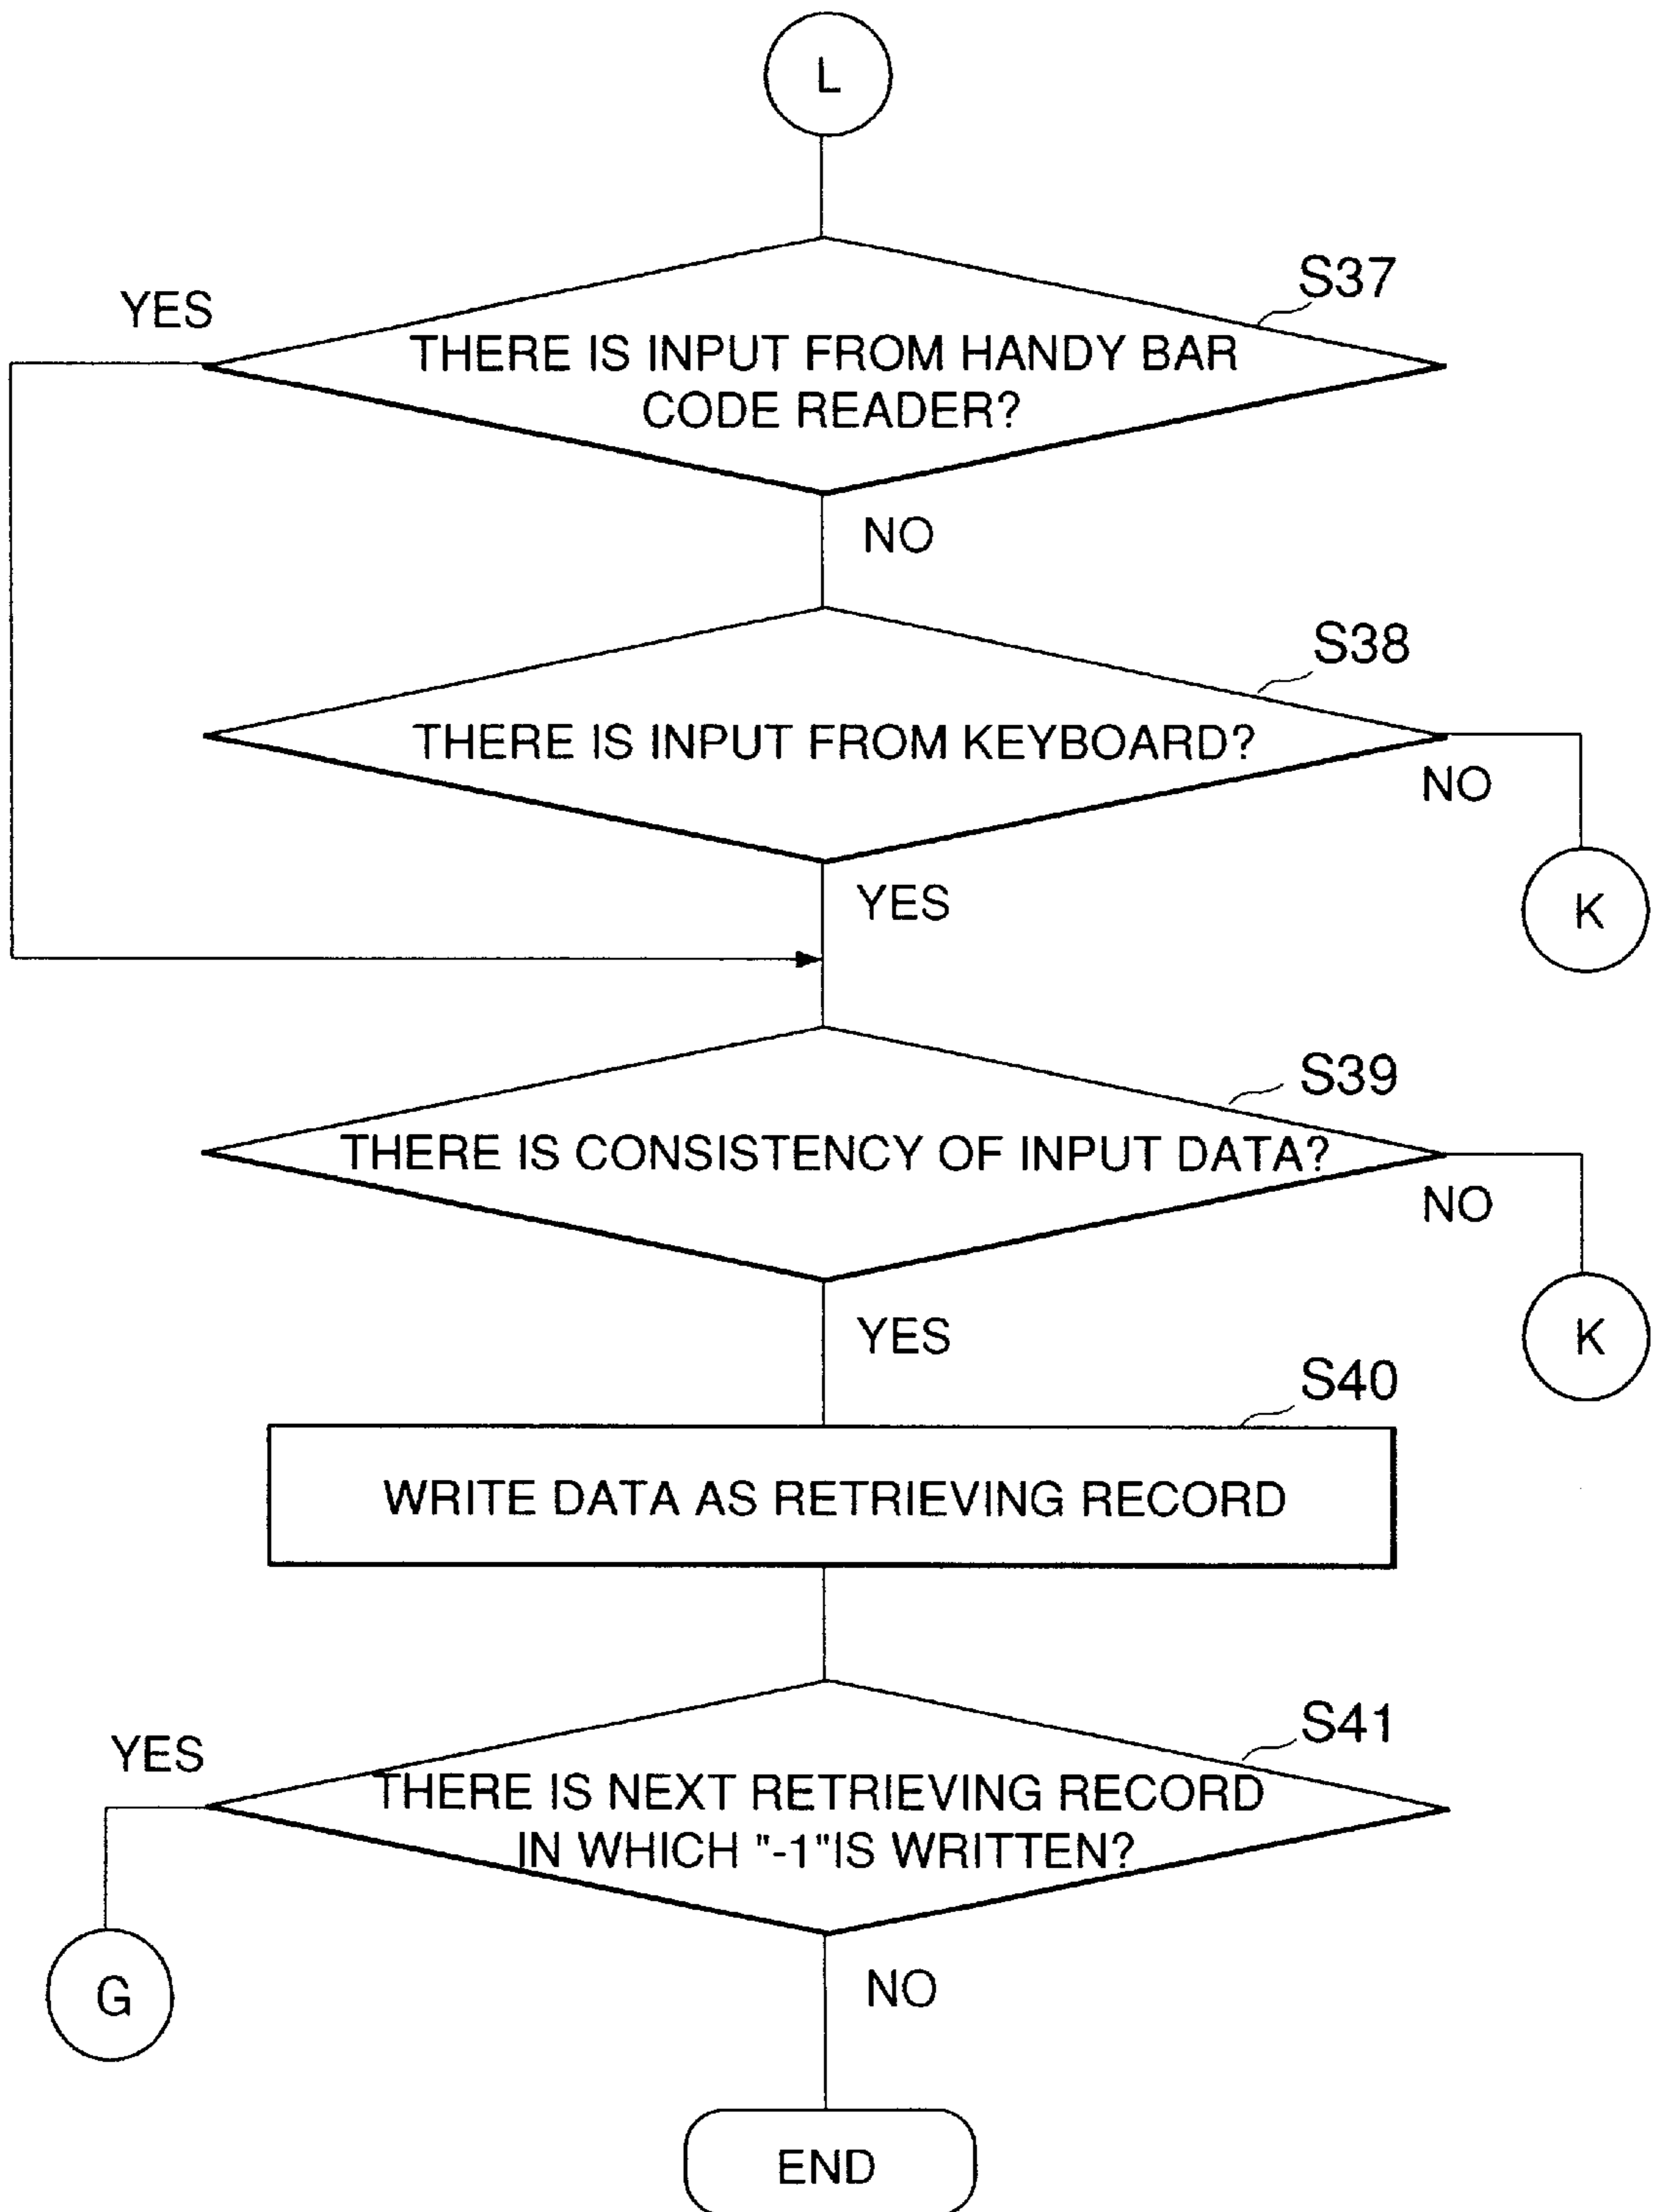 L
S37
YES
THERE IS INPUT FROM HANDY BAR
CODE READER?
NO
S38
THERE IS INPUT FROM KEYBOARD?
NO
YES
K
S39
THERE IS CONSISTENCY OF INPUT DATA?
NO
YES
K
S40
WRITE DATA AS RETRIEVING RECORD
S41
YES
THERE IS NEXT RETRIEVING RECORD
IN WHICH "-1"IS WRITTEN?
G
NO
END